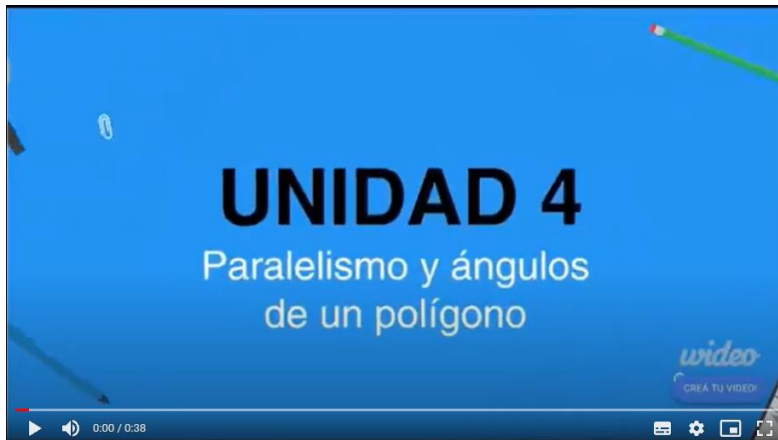 UNIDAD 4
Paralelismo y ángulos
de un polígono
wideo
CREÁ TU VIDEO!
0:00 / 0:38